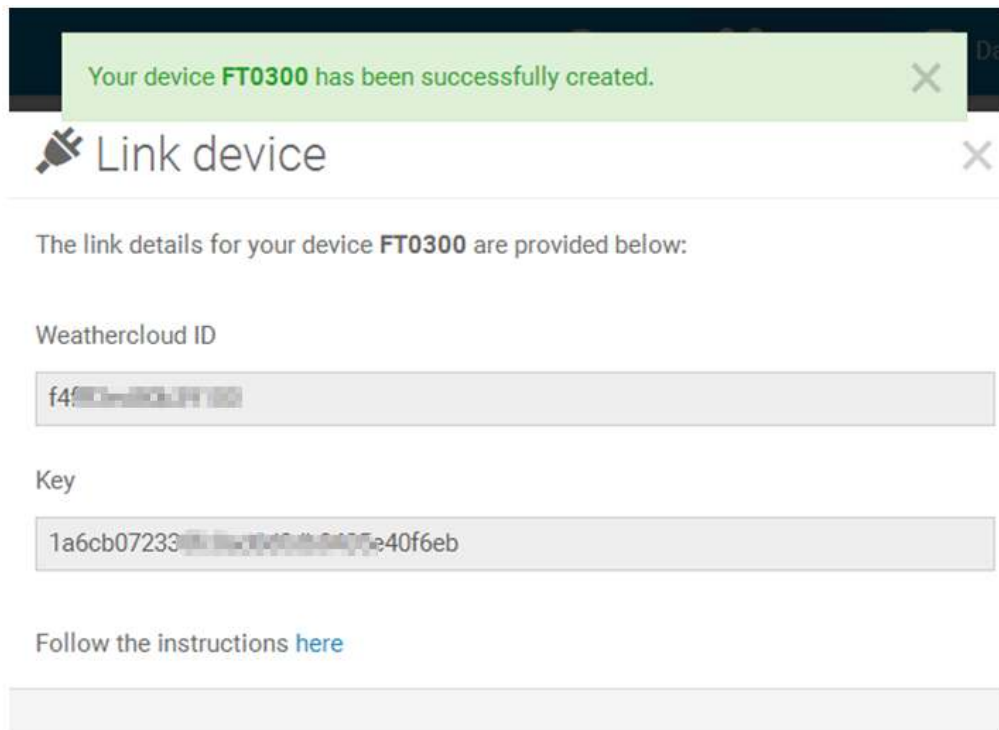 Your device FT0300 has been successfully created.
Link device
The link details for your device FT0300 are provided below:
Weathercloud ID
Key
Follow the instructions here